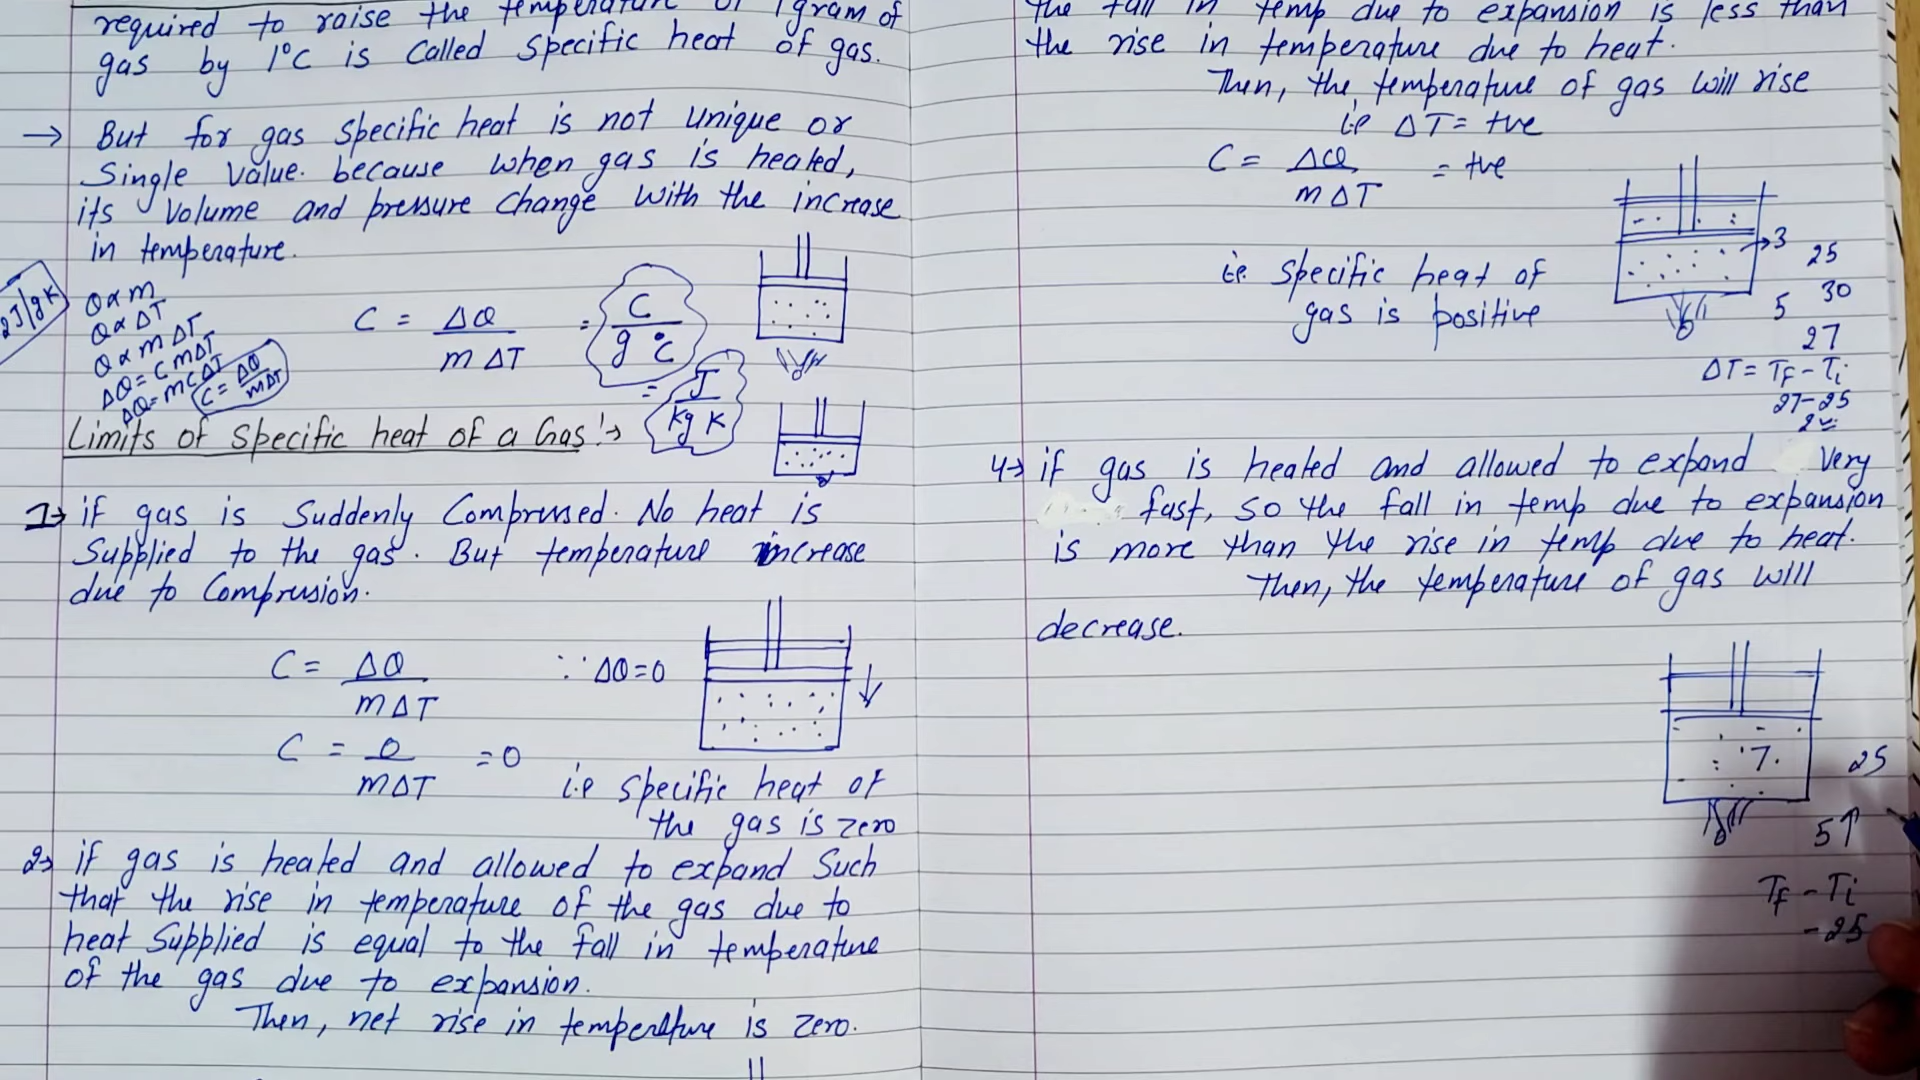 required to raise the temperature of 1gram of
gas by 1°C is Called Specific heat of gas.
→ But for gas specific heat is not unique or
Single Value. because when gas is heated,
its Volume and pressure Change with the increase
in temperature.
2J/gK
Q∝m
Q∝ΔT
Q∝mΔT
ΔQ=CmΔT
ΔQ=mCΔT
C=ΔQ/mΔT
C = ΔQ/mΔT = C/g°C
= J/kg K
Limits of Specific heat of a Gas:→
1→ if gas is Suddenly Compressed. No heat is
Supplied to the gas. But temperature increase
due to Compression.
C = ΔQ/mΔT ∵ ΔQ=0
C = 0/mΔT =0
i.e specific heat of
the gas is zero
2→ if gas is heated and allowed to expand Such
that the rise in temperature of the gas due to
heat Supplied is equal to the fall in temperature
of the gas due to expansion.
Then, net rise in temperature is zero.
the fall in temp due to expansion is less than
the rise in temperature due to heat.
Then, the temperature of gas will rise
i.e ΔT= +ve
C= ΔQ/mΔT = +ve
→3
i.e. specific heat of
gas is positive
25
30
5
27
ΔT= Tf-Ti
27-25
2
4→ if gas is heated and allowed to expand Very
fast, so the fall in temp due to expansion
is more than the rise in temp due to heat.
Then, the temperature of gas will
decrease.
7.
25
5↑
Tf - Ti
-25